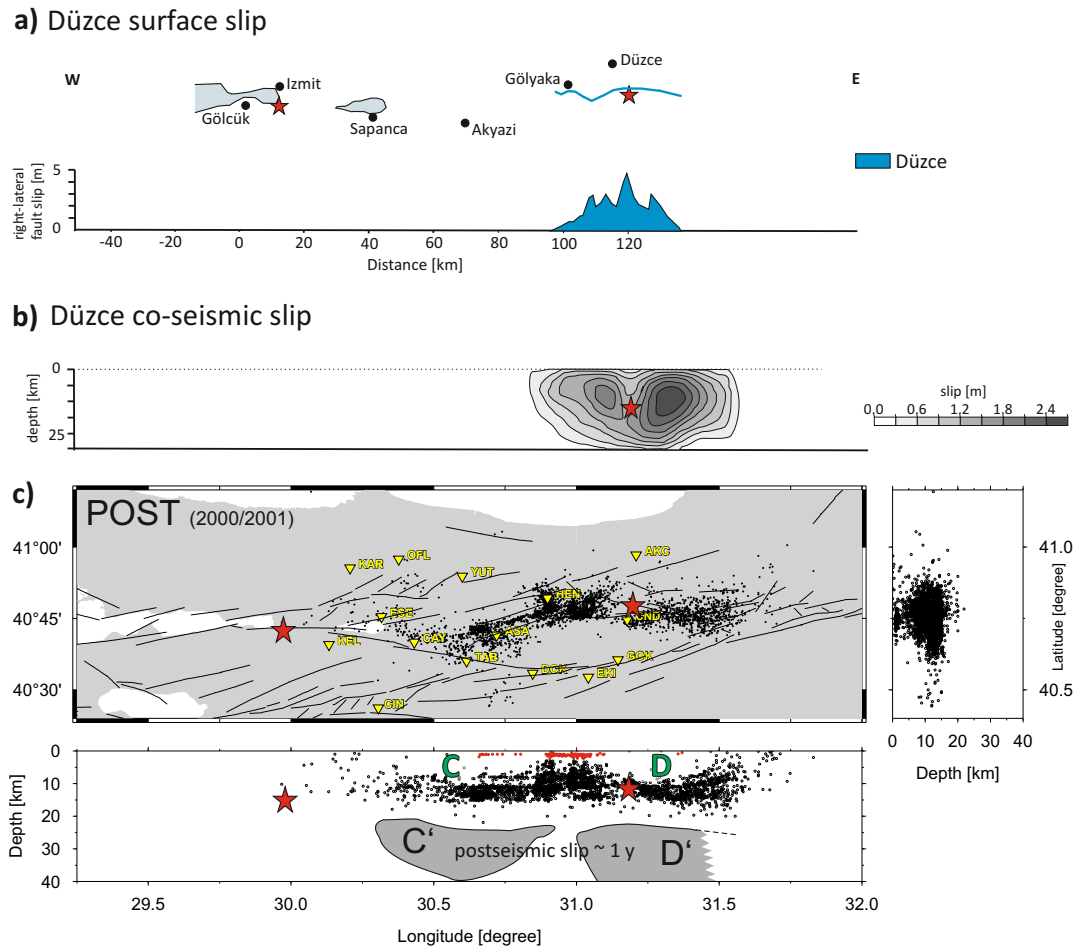 a) Düzce surface slip
W
E
Izmit
Gölcük
Sapanca
Akyazi
Gölyaka
Düzce
Düzce
right-lateral
fault slip [m]
5
0
-40 -20 0 20 40 60 80 100 120
Distance [km]
b) Düzce co-seismic slip
depth [km]
0
25
slip [m]
0.0 0.6 1.2 1.8 2.4
c)
POST (2000/2001)
41°00'
40°45'
40°30'
KAR
OFL
YUT
AKC
HEN
ESE
GND
KEL
CAY
ASA
TAB
GOK
DOK
EKI
CIN
41.0
40.5
Latitude [degree]
0 10 20 30 40
Depth [km]
Depth [km]
0
10
20
30
40
C
D
C'
postseismic slip ~ 1 y
D'
29.5 30.0 30.5 31.0 31.5 32.0
Longitude [degree]